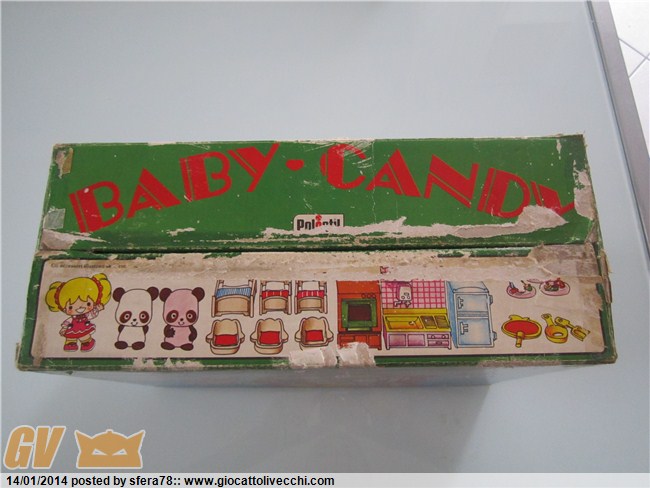 BABY-CANDY
Polistil
GV
14/01/2014 posted by sfera78:: www.giocattolivecchi.com